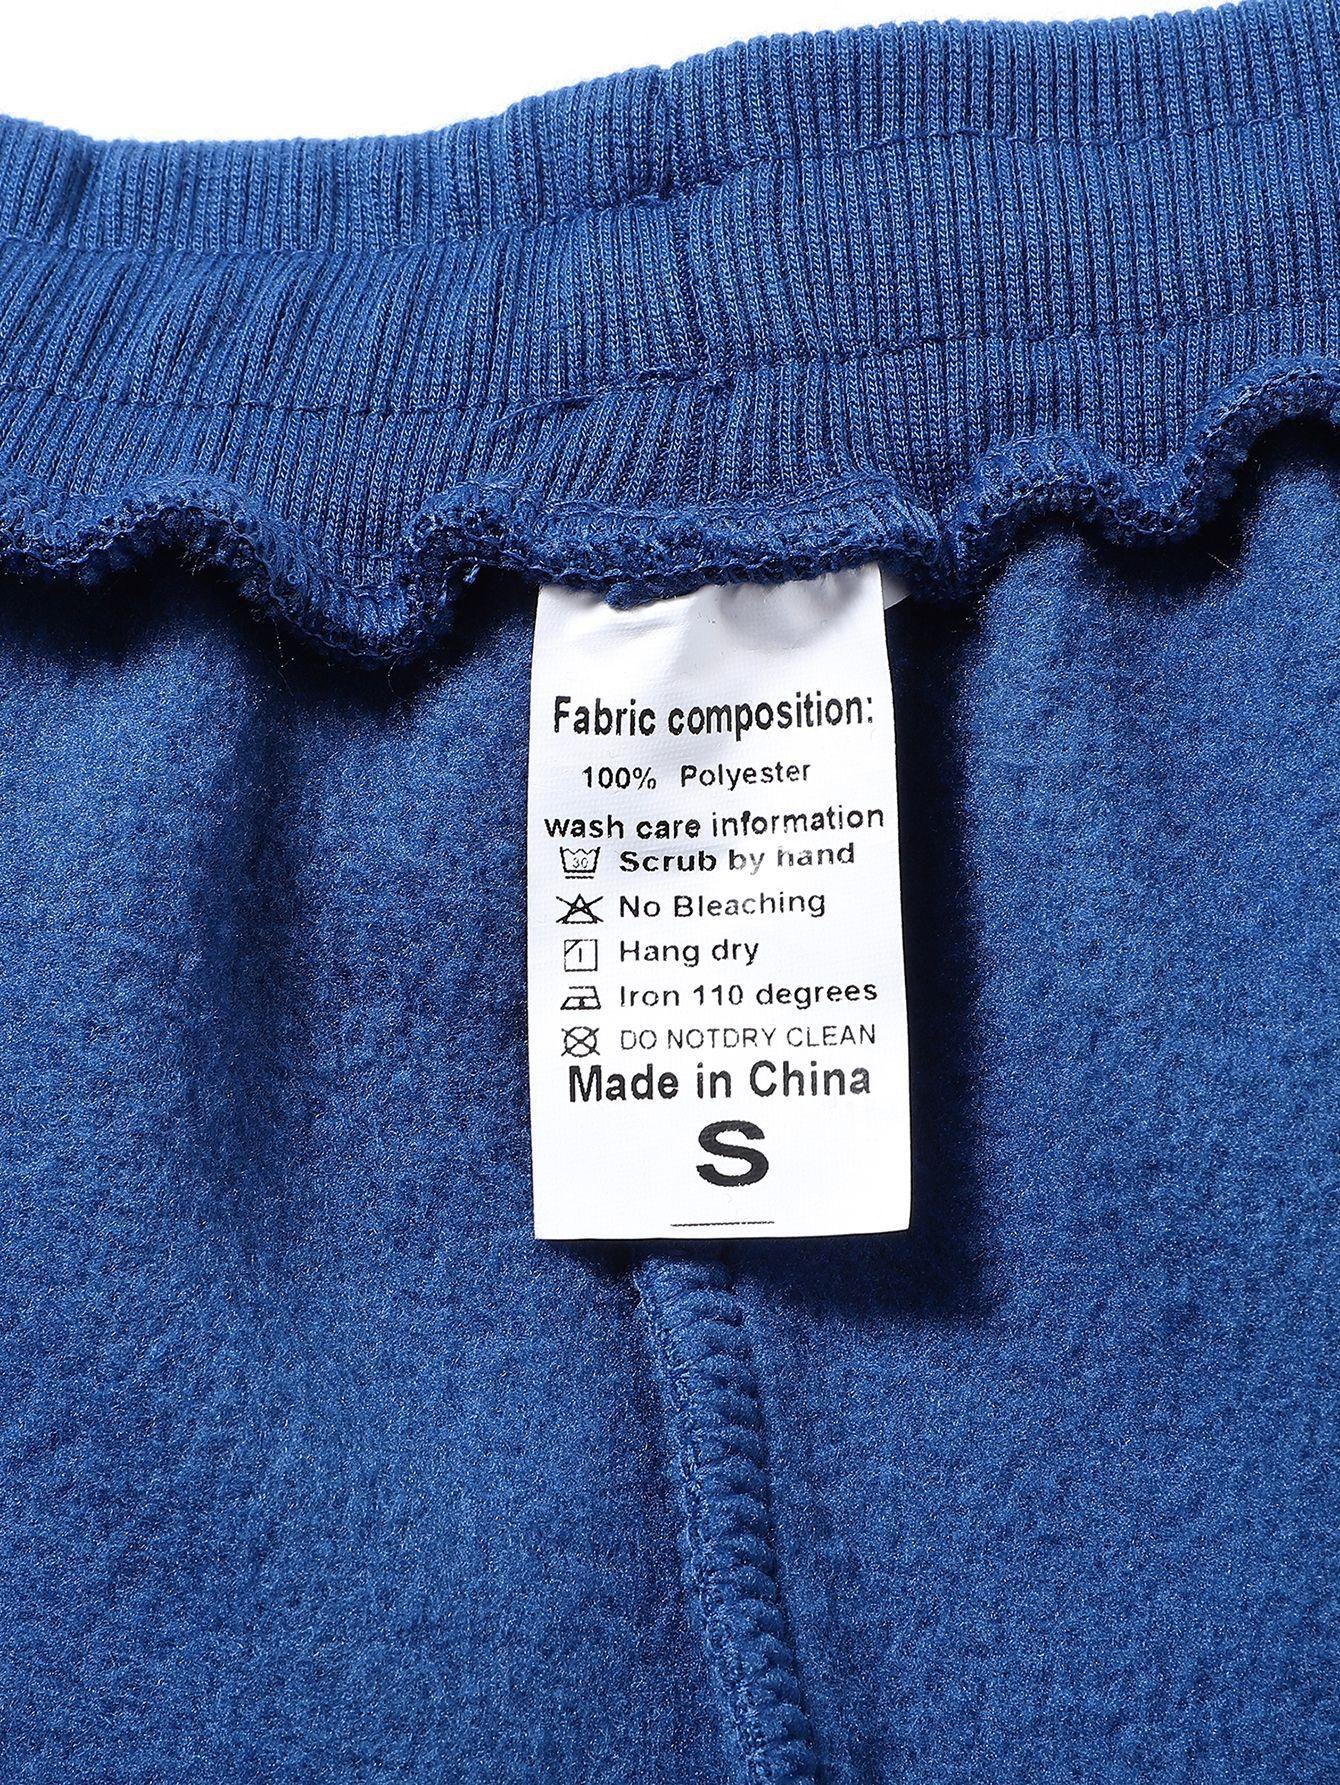 Fabric composition:
100% Polyester
wash care information
30 Scrub by hand
No Bleaching
Hang dry
Iron 110 degrees
DO NOTDRY CLEAN
Made in China
S